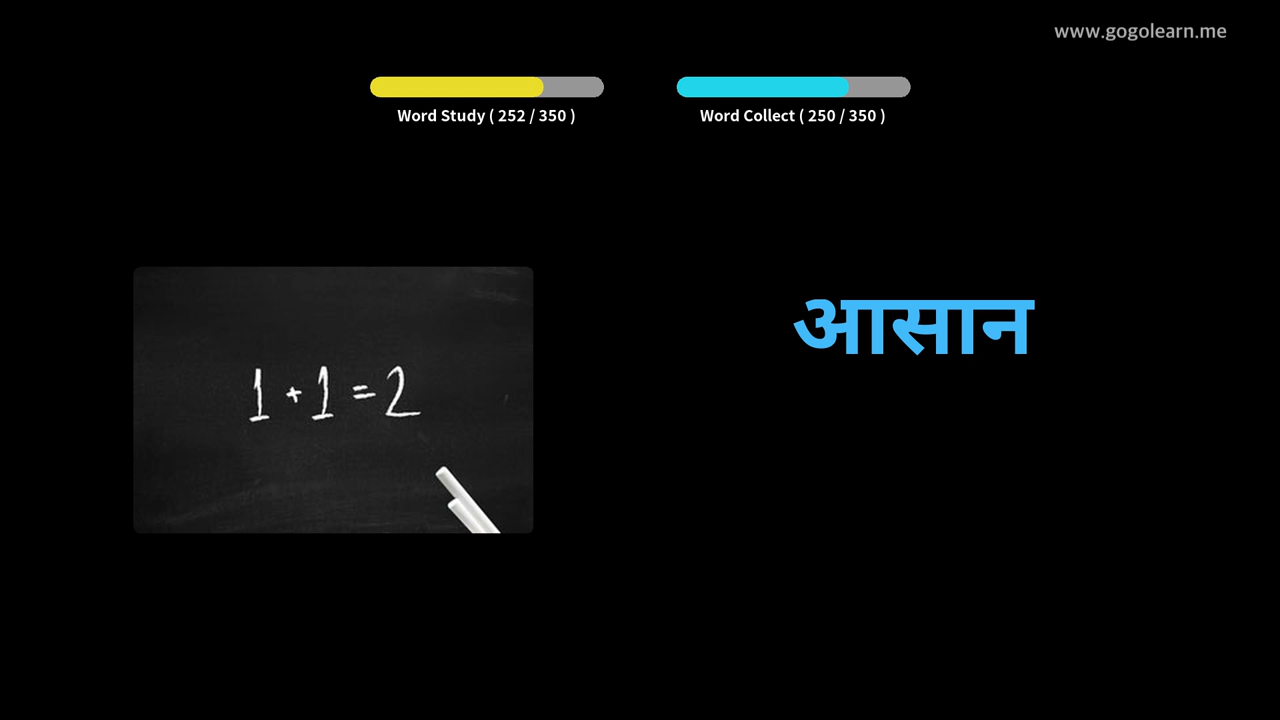 www.gogolearn.me
Word Study ( 252 / 350 )
Word Collect ( 250 / 350 )
1 + 1 = 2
आसान